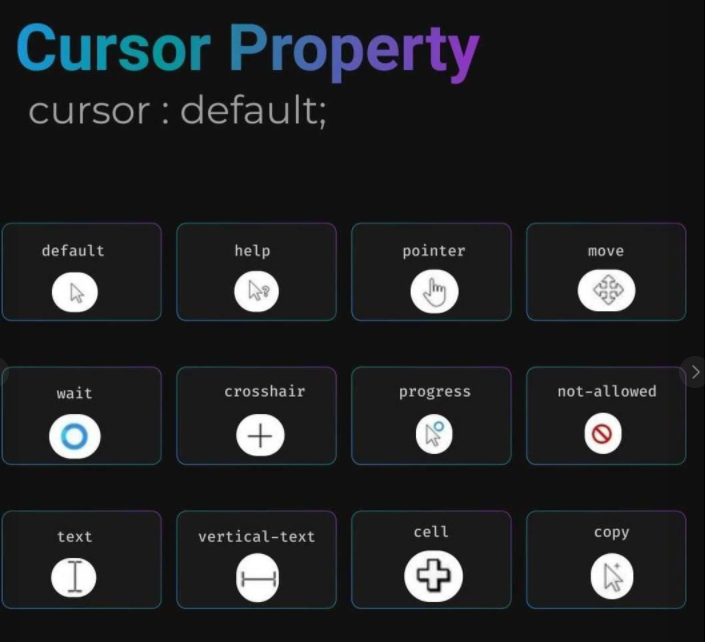 Cursor Property
cursor : default;
default
help
pointer
move
wait
crosshair
progress
not-allowed
text
vertical-text
cell
copy